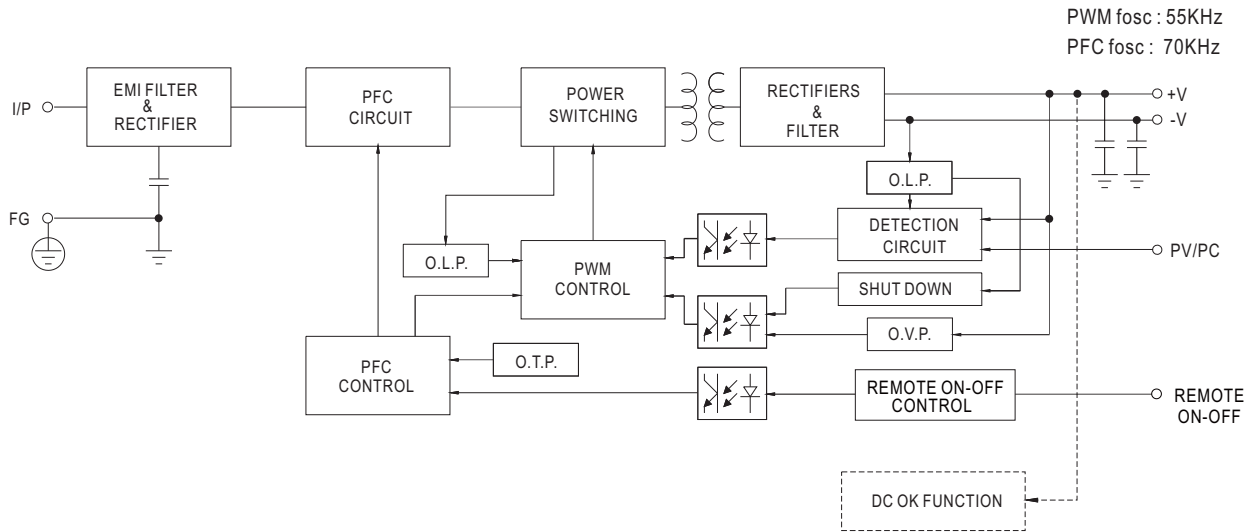 PWM fosc : 55KHz
PFC fosc : 70KHz
I/P
EMI FILTER
&
RECTIFIER
PFC
CIRCUIT
POWER
SWITCHING
RECTIFIERS
&
FILTER
+V
-V
O.L.P.
FG
DETECTION
CIRCUIT
PV/PC
O.L.P.
PWM
CONTROL
SHUT DOWN
O.V.P.
PFC
CONTROL
O.T.P.
REMOTE ON-OFF
CONTROL
REMOTE
ON-OFF
DC OK FUNCTION